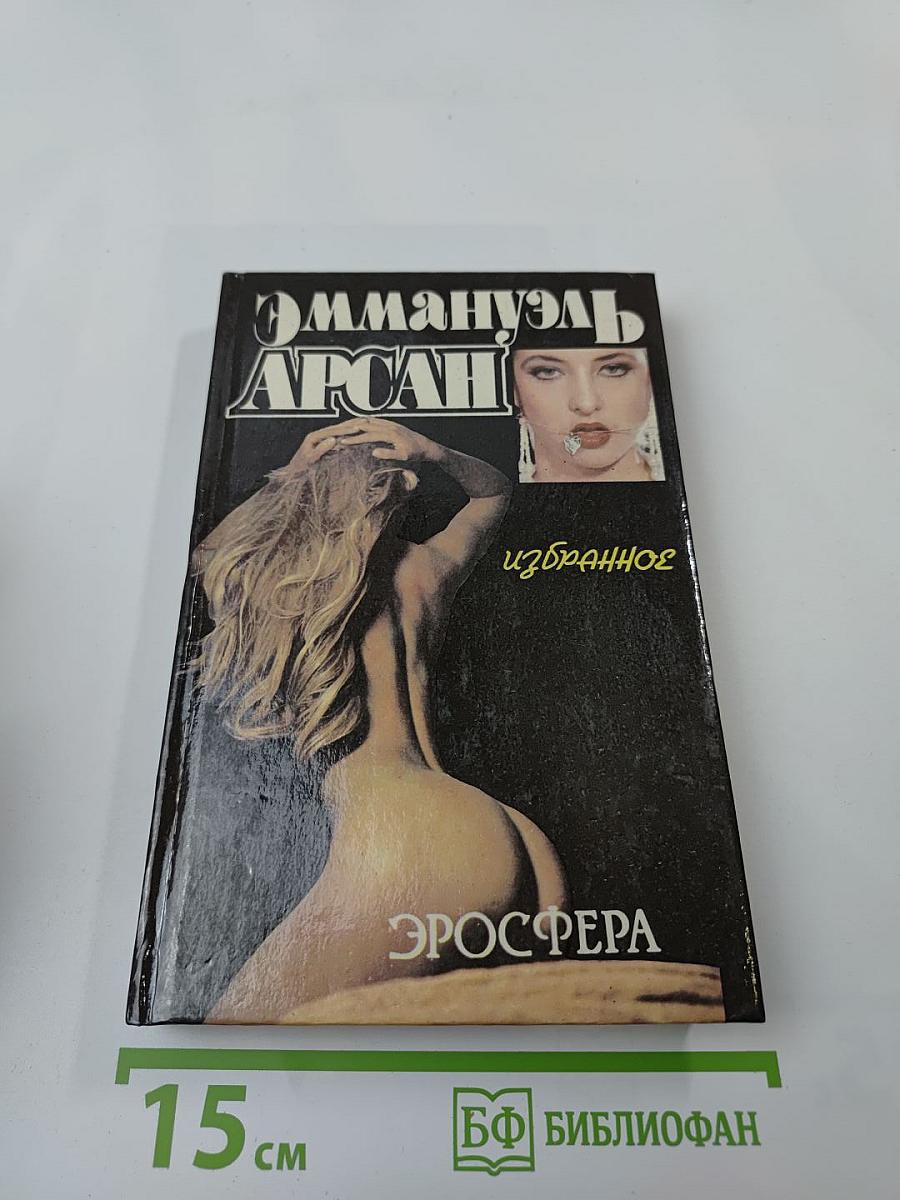 Эммануэль
АРСАН
избранное
ЭРОСФЕРА
15 см
БФ БИБЛИОФАН